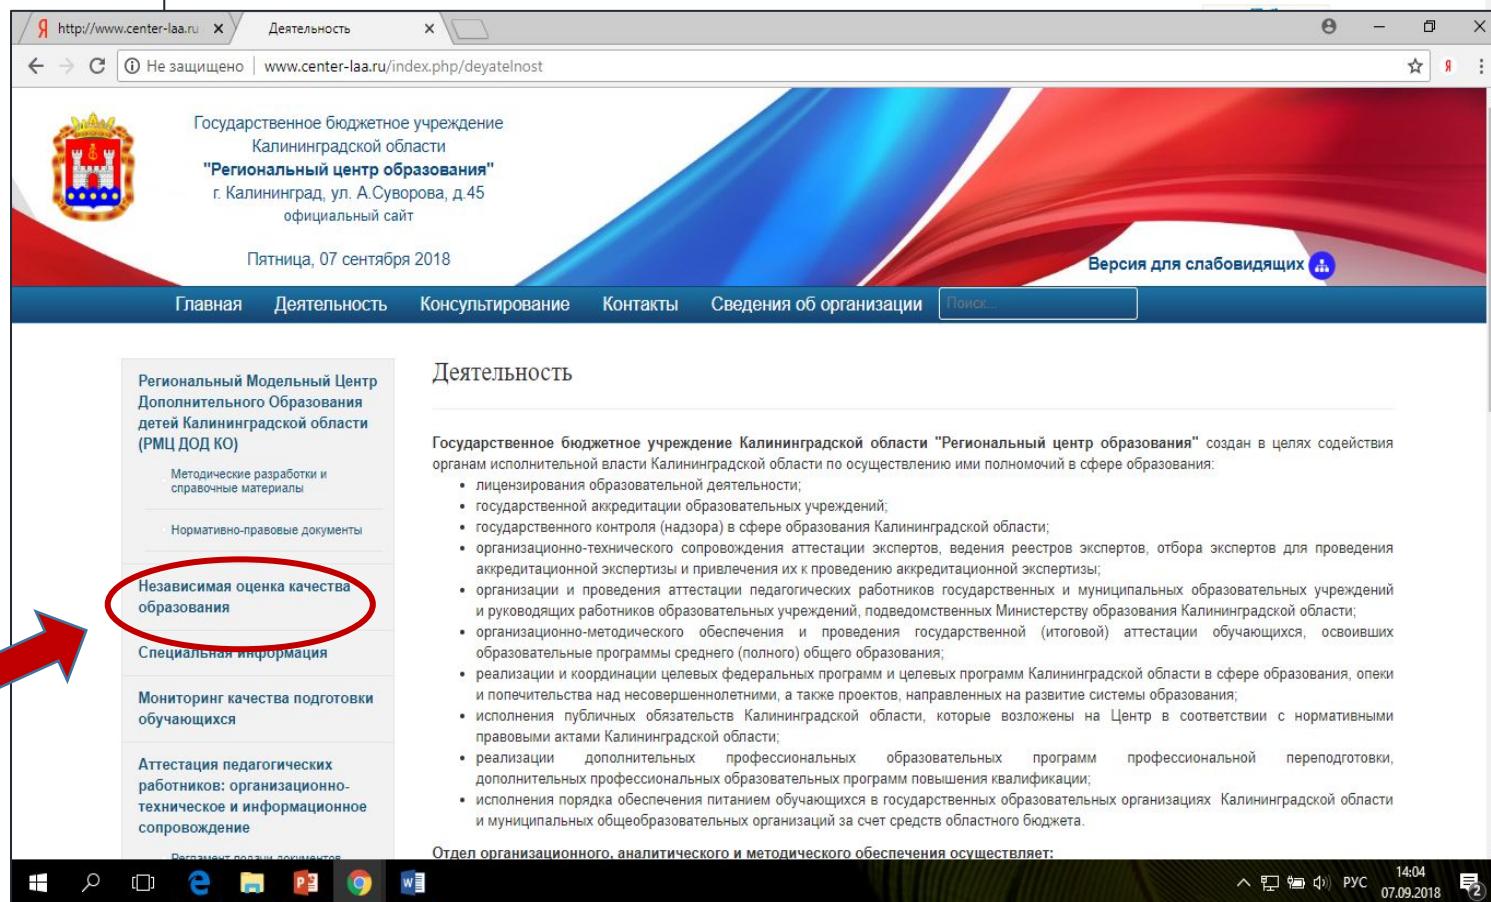 http://www.center-laa.ru
Деятельность
Не защищено
www.center-laa.ru/index.php/deyatelnost
Государственное бюджетное учреждение
Калининградской области
"Региональный центр образования"
г. Калининград, ул. А.Суворова, д.45
официальный сайт
Пятница, 07 сентября 2018
Версия для слабовидящих
Главная Деятельность Консультирование Контакты Сведения об организации Поиск...
Региональный Модельный Центр
Дополнительного Образования
детей Калининградской области
(РМЦ ДОД КО)
Методические разработки и
справочные материалы
Нормативно-правовые документы
Независимая оценка качества
образования
Специальная информация
Мониторинг качества подготовки
обучающихся
Аттестация педагогических
работников: организационно-
техническое и информационное
сопровождение
Регламент подачи документов
Деятельность
Государственное бюджетное учреждение Калининградской области "Региональный центр образования" создан в целях содействия
органам исполнительной власти Калининградской области по осуществлению ими полномочий в сфере образования:
• лицензирования образовательной деятельности;
• государственной аккредитации образовательных учреждений;
• государственного контроля (надзора) в сфере образования Калининградской области;
• организационно-технического сопровождения аттестации экспертов, ведения реестров экспертов, отбора экспертов для проведения
аккредитационной экспертизы и привлечения их к проведению аккредитационной экспертизы;
• организации и проведения аттестации педагогических работников государственных и муниципальных образовательных учреждений
и руководящих работников образовательных учреждений, подведомственных Министерству образования Калининградской области;
• организационно-методического обеспечения и проведения государственной (итоговой) аттестации обучающихся, освоивших
образовательные программы среднего (полного) общего образования;
• реализации и координации целевых федеральных программ и целевых программ Калининградской области в сфере образования, опеки
и попечительства над несовершеннолетними, а также проектов, направленных на развитие системы образования;
• исполнения публичных обязательств Калининградской области, которые возложены на Центр в соответствии с нормативными
правовыми актами Калининградской области;
• реализации дополнительных профессиональных образовательных программ профессиональной переподготовки,
дополнительных профессиональных образовательных программ повышения квалификации;
• исполнения порядка обеспечения питанием обучающихся в государственных образовательных организациях Калининградской области
и муниципальных общеобразовательных организаций за счет средств областного бюджета.
Отдел организационного, аналитического и методического обеспечения осуществляет:
РУС
14:04
07.09.2018
2